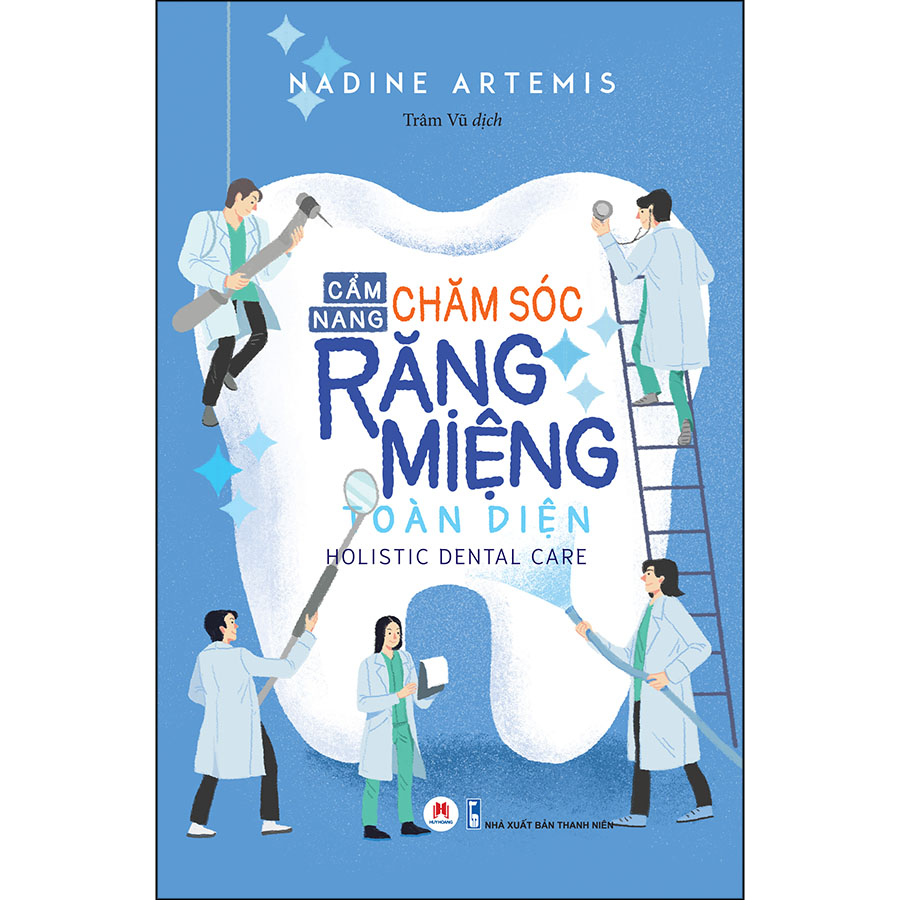 NADINE ARTEMIS
Trâm Vũ dịch
CẨM NANG
CHĂM SÓC
RĂNG
MIỆNG
TOÀN DIỆN
HOLISTIC DENTAL CARE
HUYHOANG
NHÀ XUẤT BẢN THANH NIÊN